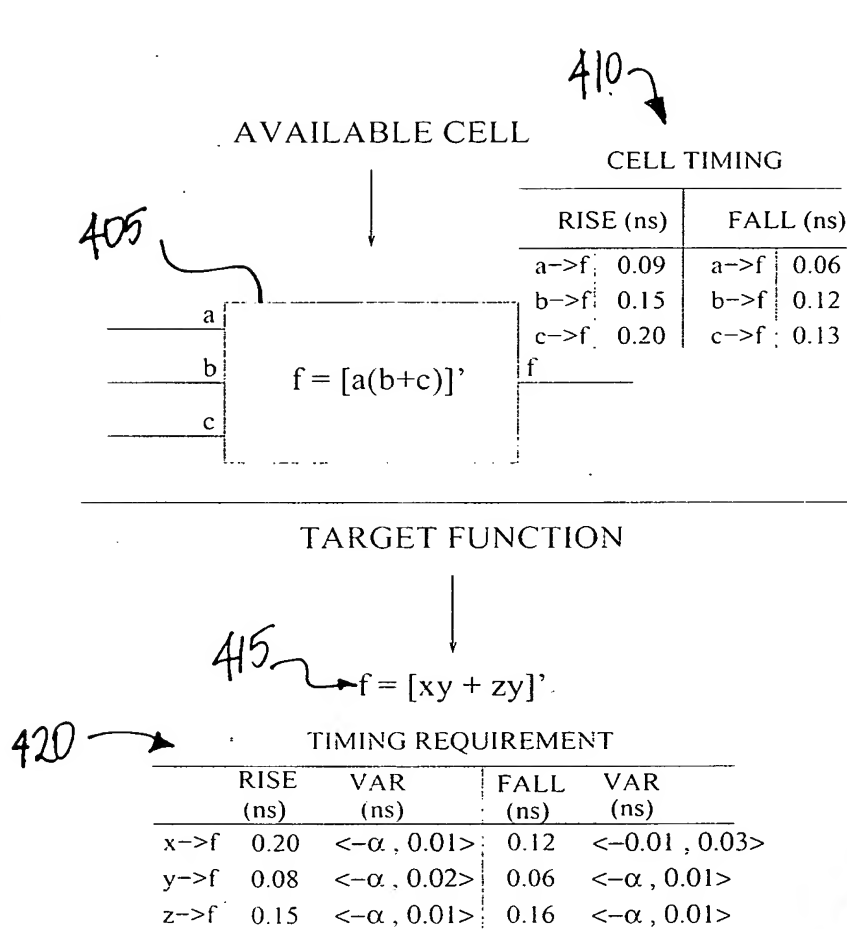 410
AVAILABLE CELL
CELL TIMING
RISE (ns) FALL (ns)
405
a->f 0.09 a->f 0.06
b->f 0.15 b->f 0.12
c->f 0.20 c->f 0.13
a
b
c
f = [a(b+c)]’
f
TARGET FUNCTION
415
f = [xy + zy]’
420
TIMING REQUIREMENT
RISE VAR FALL VAR
(ns) (ns) (ns) (ns)
x->f 0.20 <-α , 0.01> 0.12 <-0.01 , 0.03>
y->f 0.08 <-α , 0.02> 0.06 <-α , 0.01>
z->f 0.15 <-α , 0.01> 0.16 <-α , 0.01>